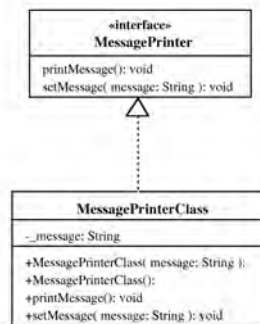 «interface»
MessagePrinter
printMessage(): void
setMessage( message: String ): void
MessagePrinterClass
-_message: String
+MessagePrinterClass( message: String ):
+MessagePrinterClass():
+printMessage(): void
+setMessage( message: String ): void